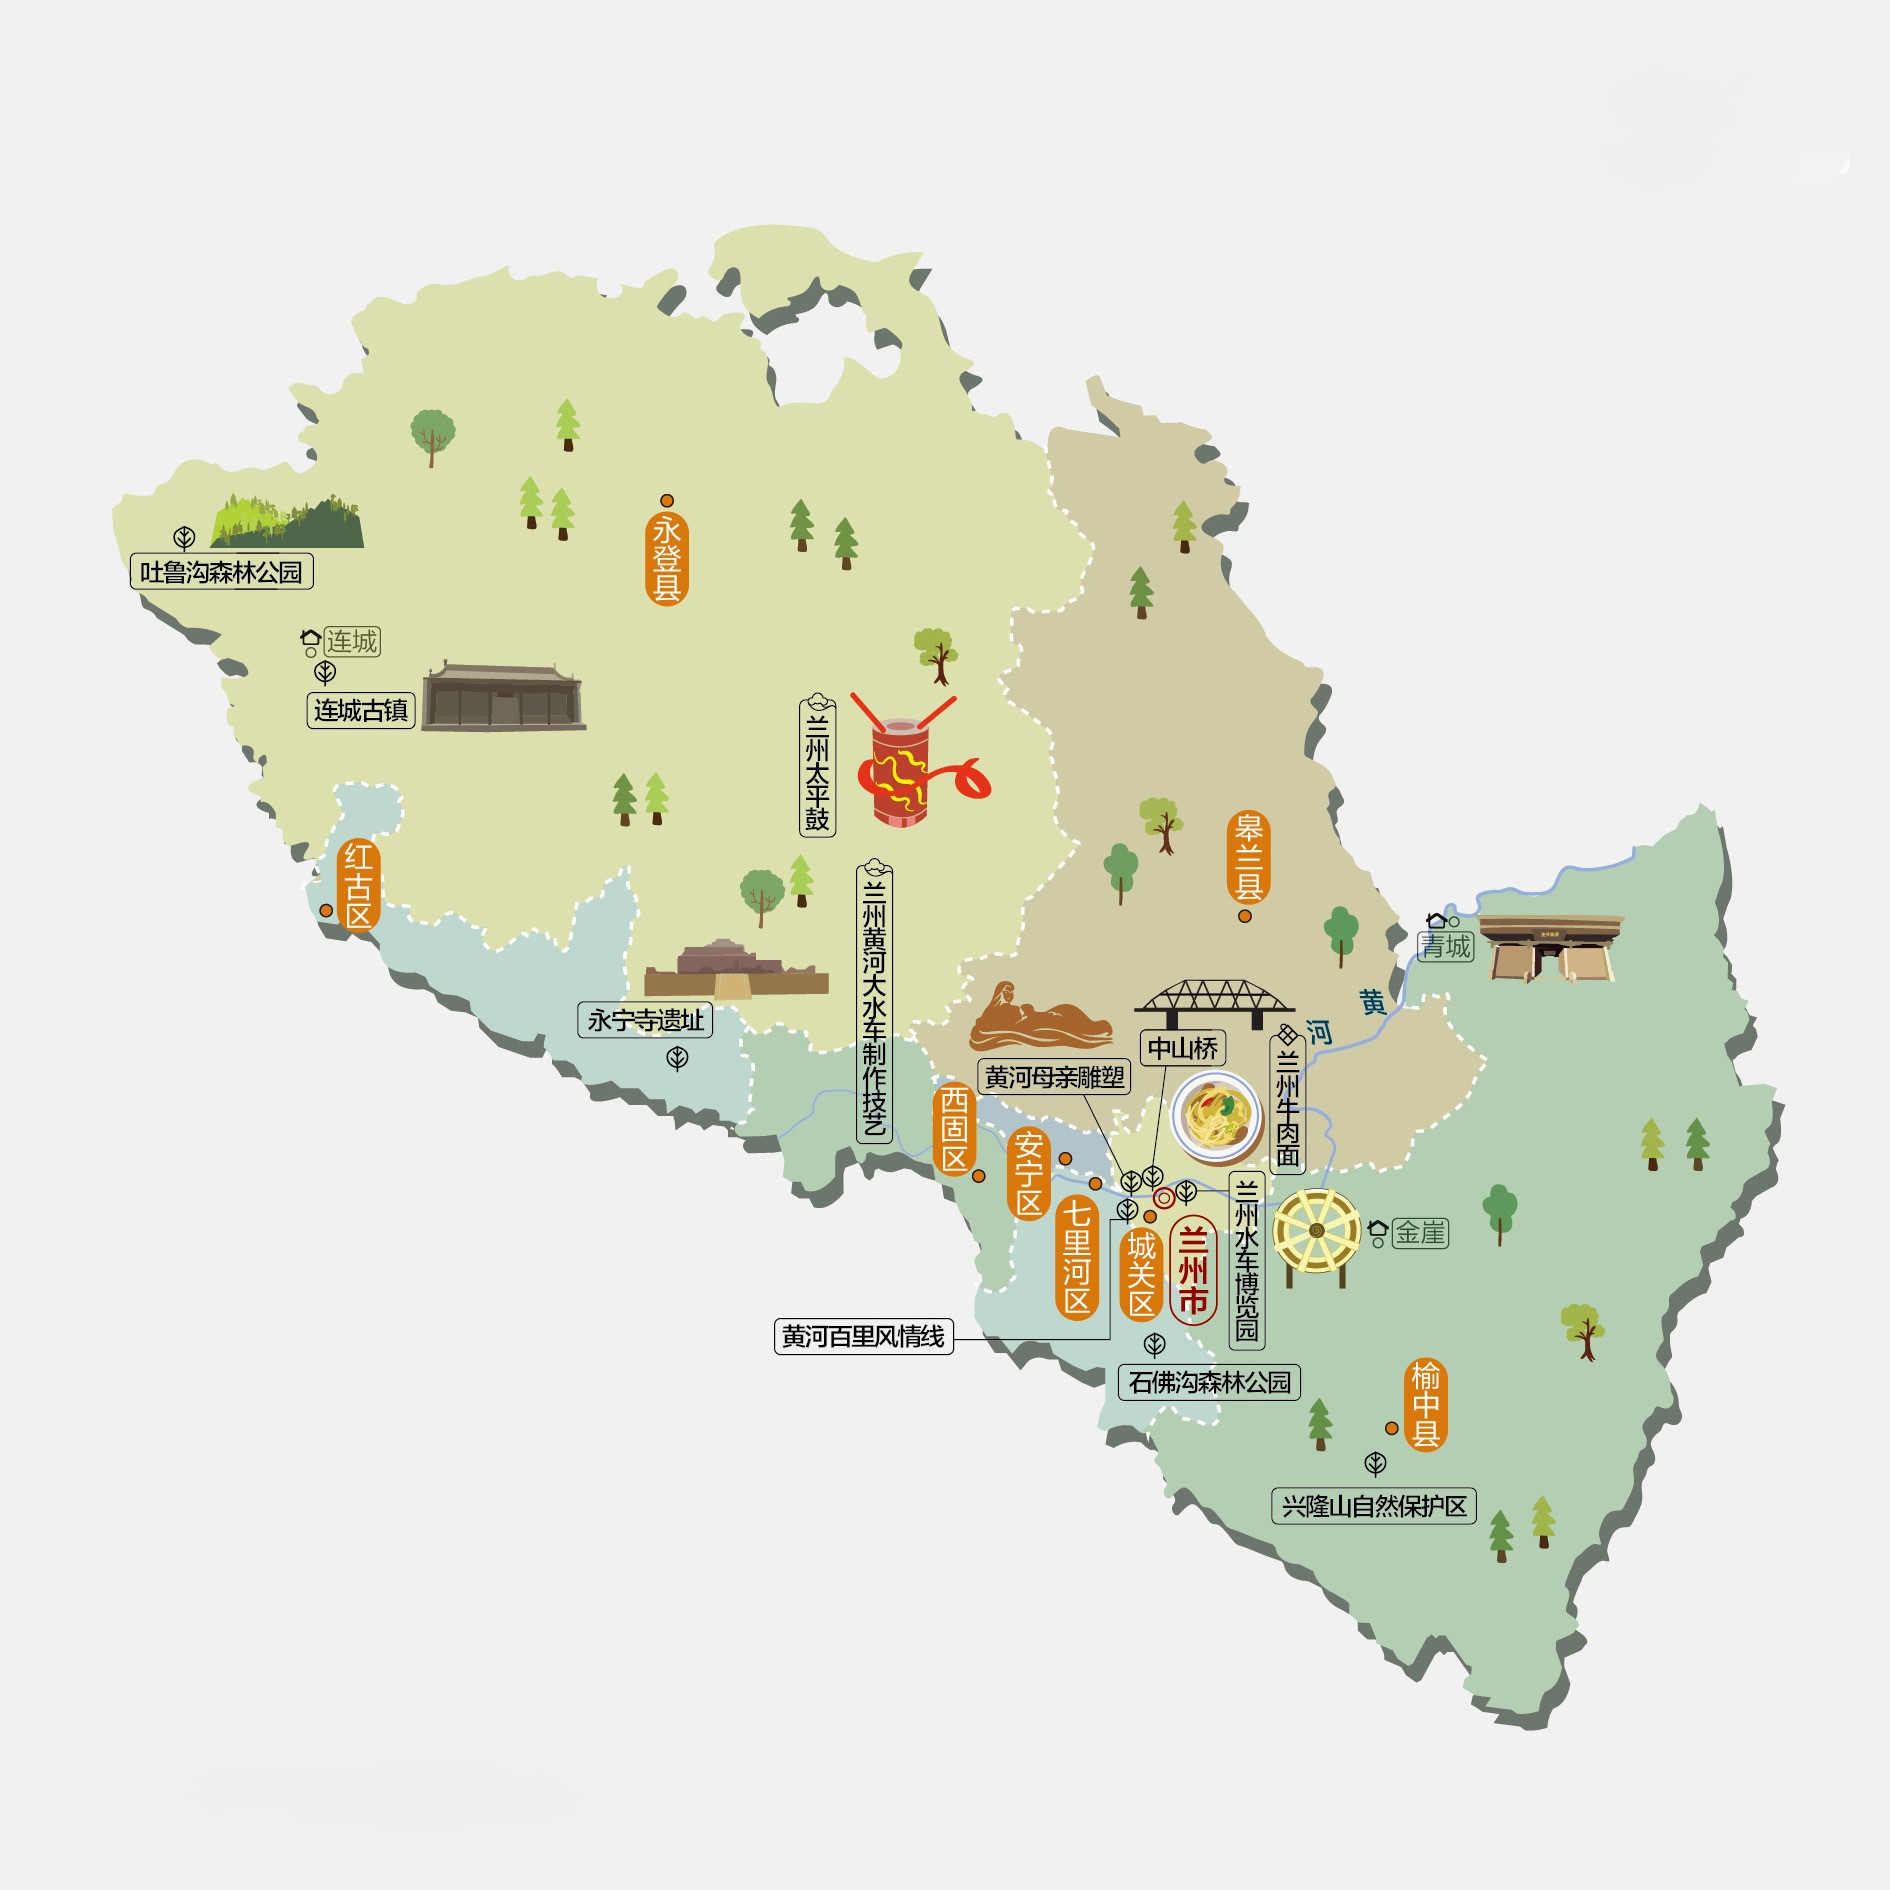 永登县
吐鲁沟森林公园
连城
连城古镇
兰州太平鼓
红古区
皋兰县
兰州黄河大水车制作技艺
青城
永宁寺遗址
黄
河
中山桥
黄河母亲雕塑
兰州牛肉面
西固区
安宁区
七里河区
城关区
兰州市
兰州水车博览园
金崖
黄河百里风情线
石佛沟森林公园
榆中县
兴隆山自然保护区